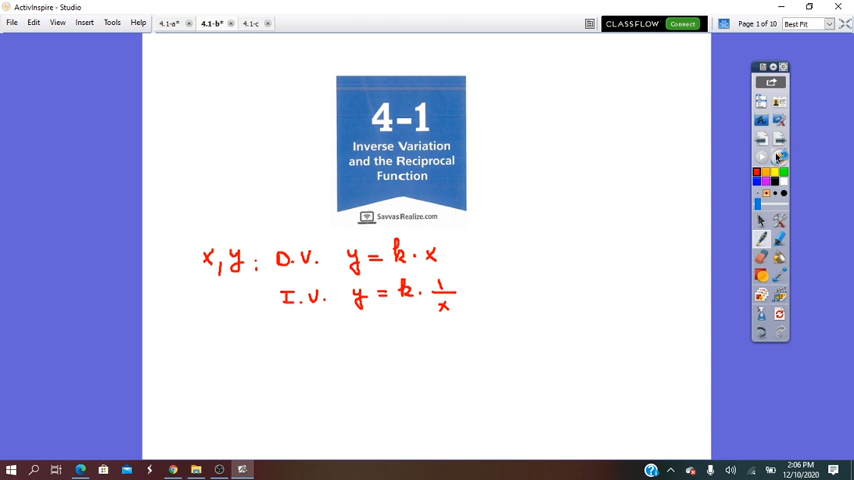 ActivInspire - Studio
File Edit View Insert Tools Help
4.1-a* 4.1-b* 4.1-c
CLASSFLOW Connect
Page 1 of 10
Best Fit
4-1
Inverse Variation
and the Reciprocal
Function
SavvasRealize.com
x, y : D.V. y = k · x
I.V. y = k · 1/x
2:06 PM
12/10/2020